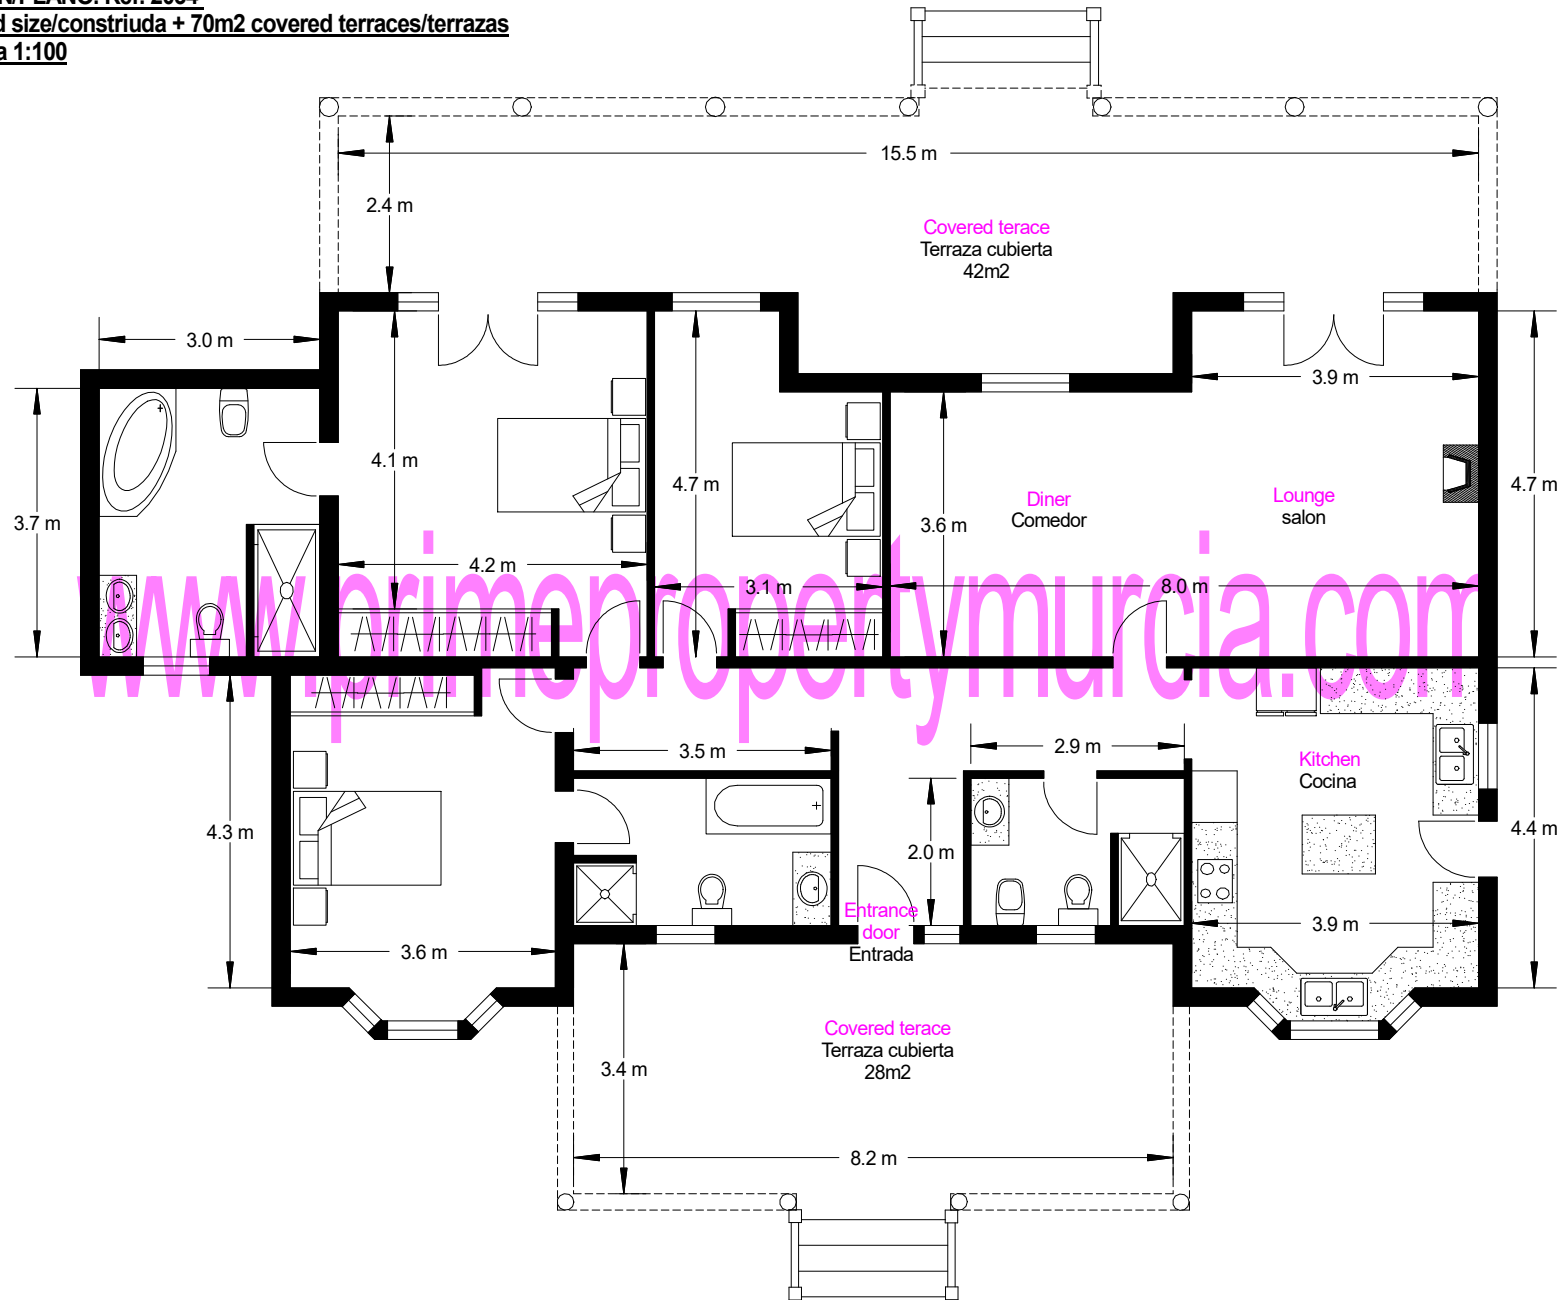 size/construida + 70m2 covered terraces/terrazas
1:100
15.5 m
2.4 m
Covered terace
Terraza cubierta
42m2
3.0 m
3.9 m
4.1 m
4.7 m
3.7 m
3.6 m
Diner
Comedor
Lounge
salon
4.7 m
4.2 m
3.1 m
8.0 m
www.primepropertymurcia.com
3.5 m
2.9 m
Kitchen
Cocina
4.3 m
2.0 m
4.4 m
Entrance
door
Entrada
3.6 m
3.9 m
Covered terace
Terraza cubierta
28m2
3.4 m
8.2 m